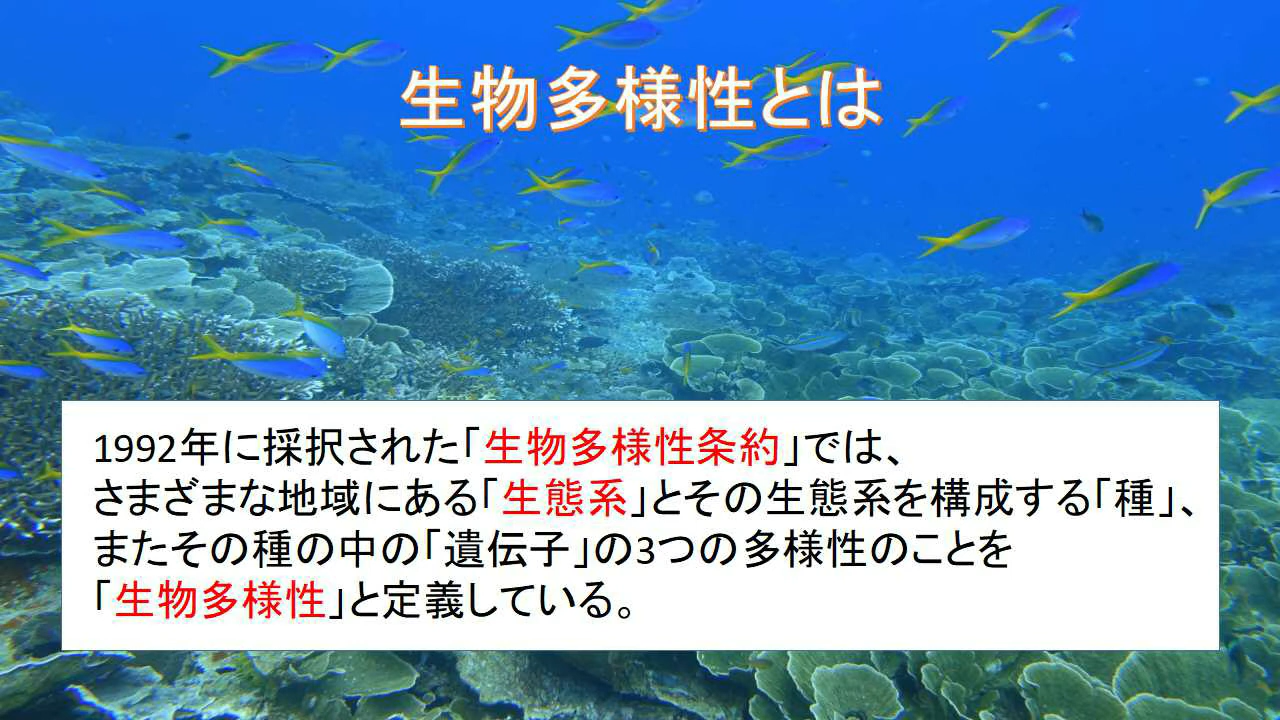 生物多様性とは
1992年に採択された「生物多様性条約」では、
さまざまな地域にある「生態系」とその生態系を構成する「種」、
またその種の中の「遺伝子」の3つの多様性のことを
「生物多様性」と定義している。